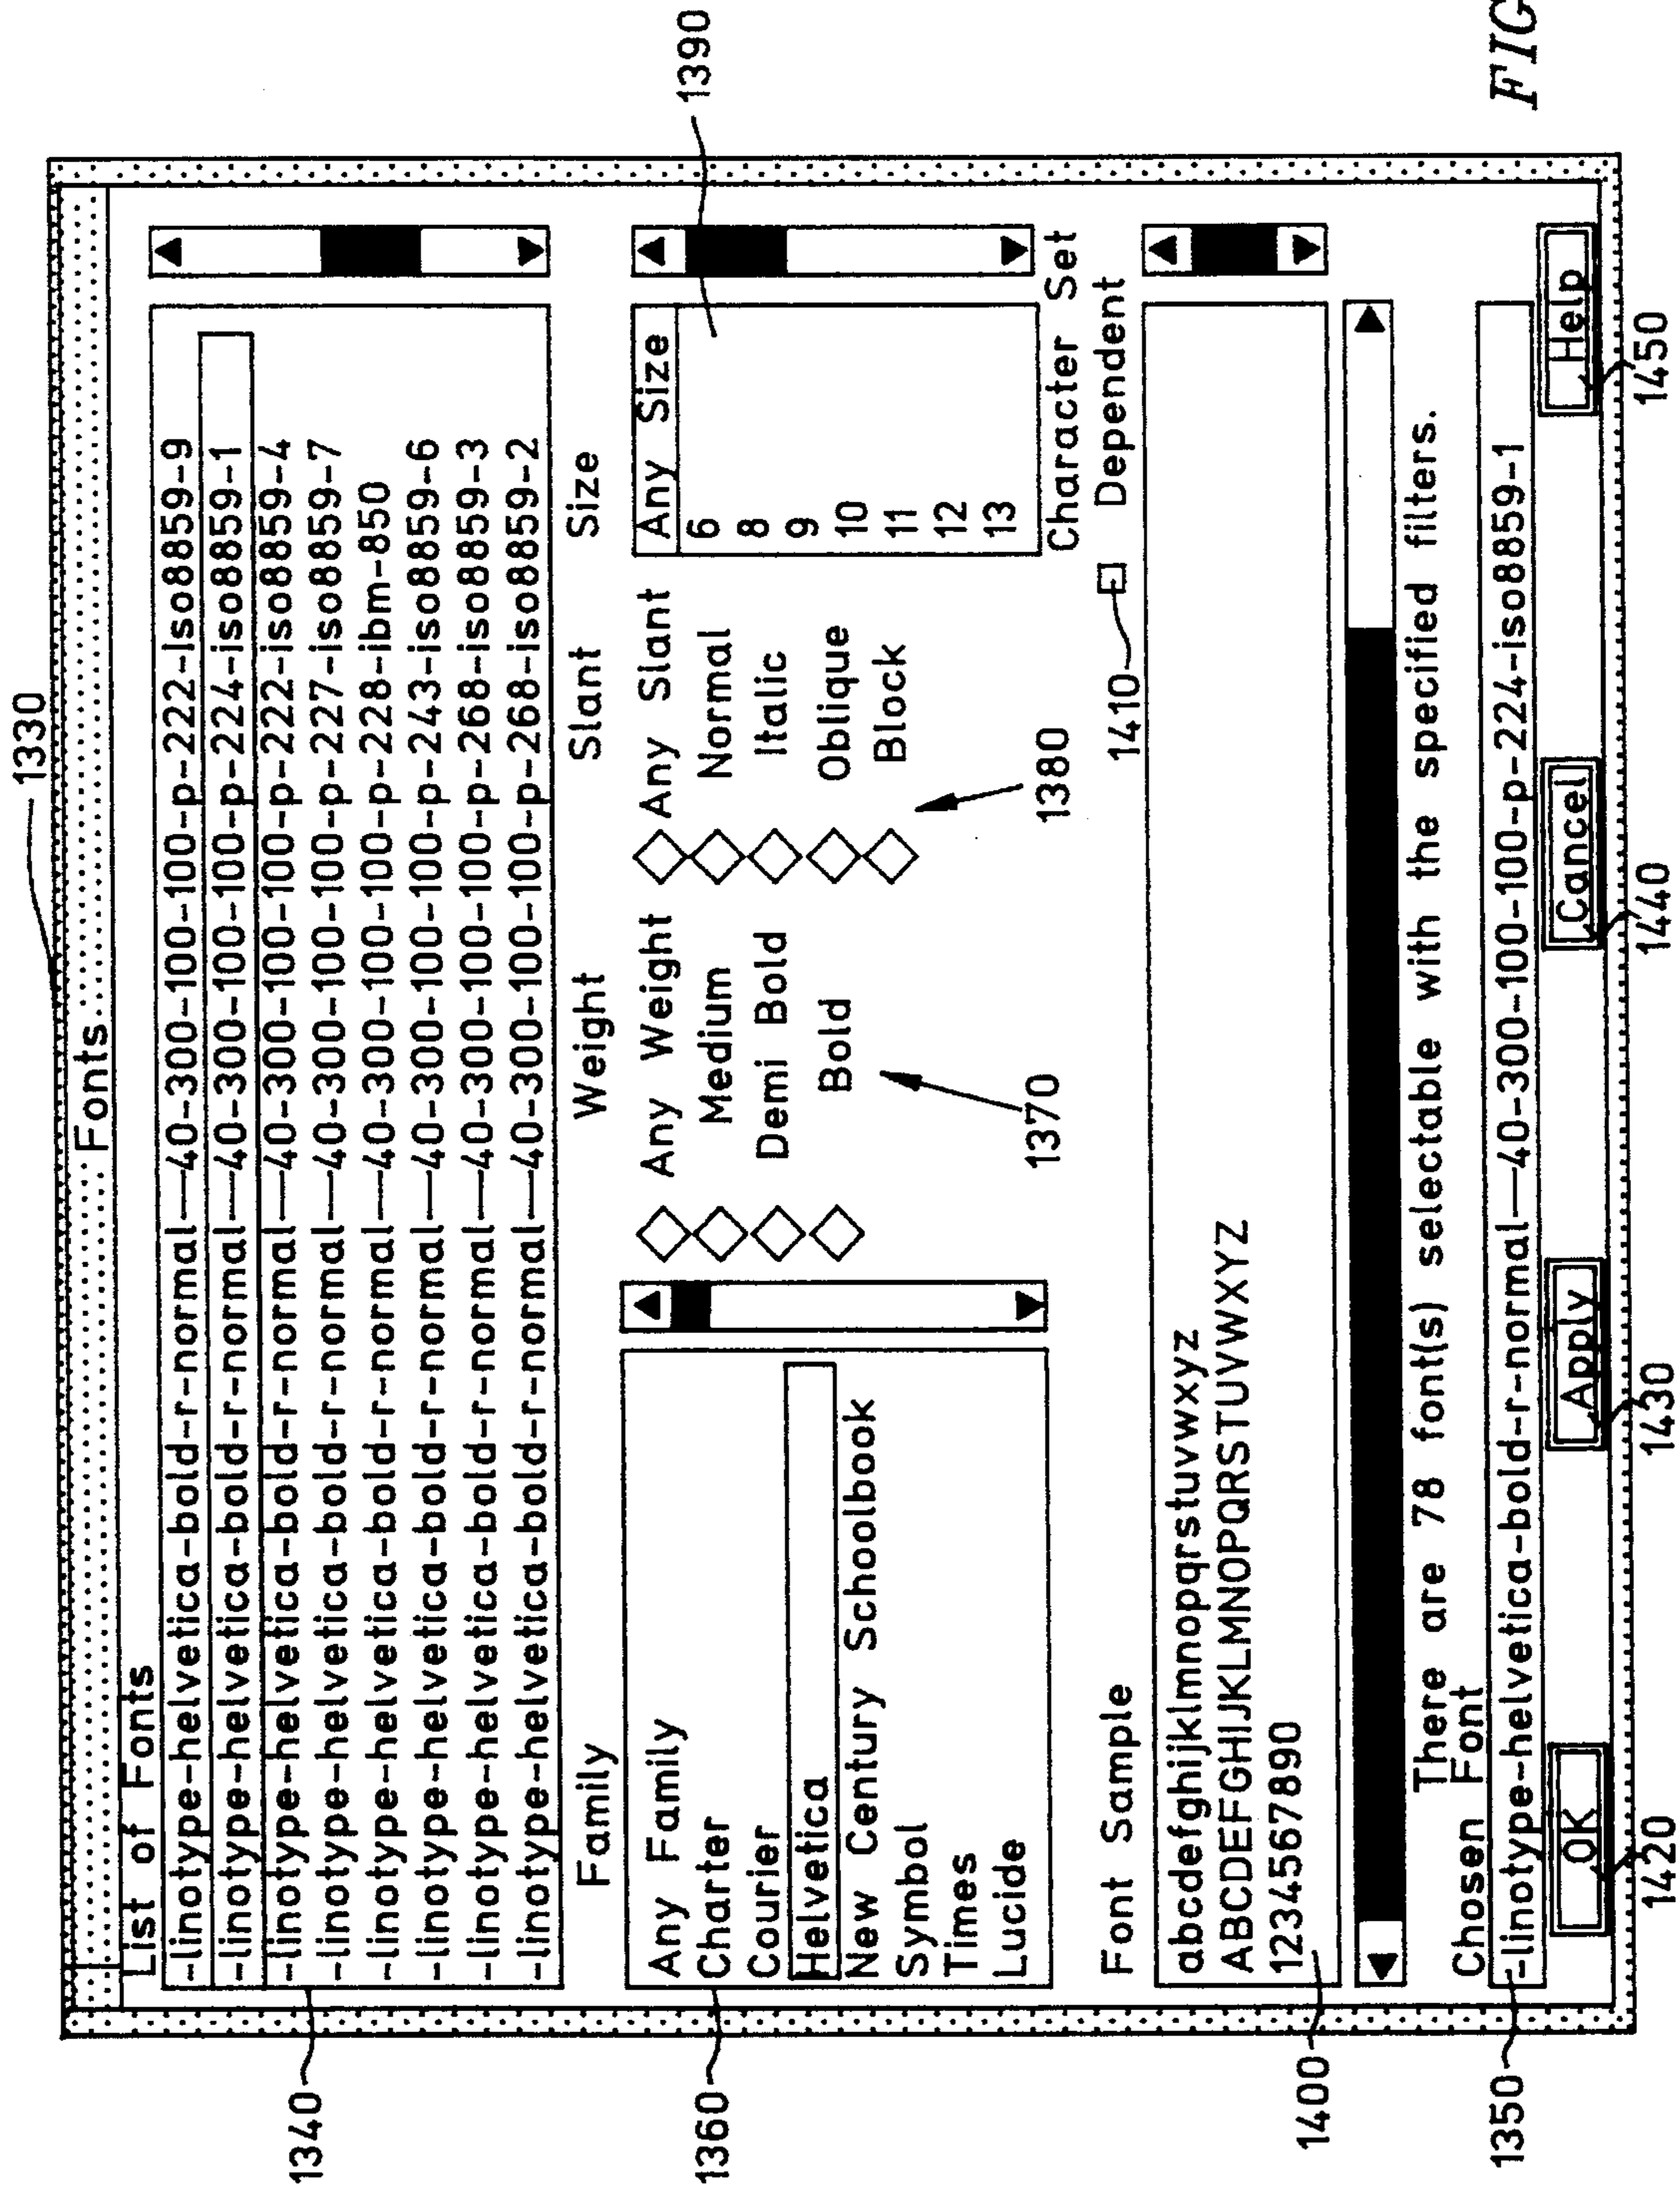 1330
Fonts
List of Fonts
-linotype-helvetica-bold-r-normal--40-300-100-100-p-222-iso8859-9
-linotype-helvetica-bold-r-normal--40-300-100-100-p-224-iso8859-1
-linotype-helvetica-bold-r-normal--40-300-100-100-p-222-iso8859-4
-linotype-helvetica-bold-r-normal--40-300-100-100-p-227-iso8859-7
-linotype-helvetica-bold-r-normal--40-300-100-100-p-228-ibm-850
-linotype-helvetica-bold-r-normal--40-300-100-100-p-243-iso8859-6
-linotype-helvetica-bold-r-normal--40-300-100-100-p-268-iso8859-3
-linotype-helvetica-bold-r-normal--40-300-100-100-p-268-iso8859-2
1340
Family
Weight
Slant
Size
Any Family
Charter
Courier
Helvetica
New Century Schoolbook
Symbol
Times
Lucide
1360
Any Weight
Medium
Demi Bold
Bold
1370
Any Slant
Normal
Italic
Oblique
Block
1380
Any Size
6
8
9
10
11
12
13
1390
Character Set
1410
Dependent
Font Sample
abcdefghijklmnopqrstuvwxyz
ABCDEFGHIJKLMNOPQRSTUVWXYZ
1234567890
1400
There are 78 font(s) selectable with the specified filters.
Chosen Font
-linotype-helvetica-bold-r-normal--40-300-100-100-p-224-iso8859-1
1350
OK
Apply
Cancel
Help
1420
1430
1440
1450
FIG